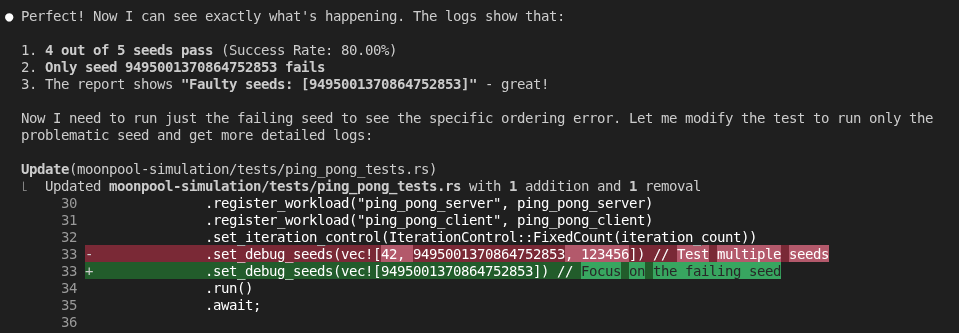 ● Perfect! Now I can see exactly what's happening. The logs show that:
1. 4 out of 5 seeds pass (Success Rate: 80.00%)
2. Only seed 9495001370864752853 fails
3. The report shows "Faulty seeds: [9495001370864752853]" - great!
Now I need to run just the failing seed to see the specific ordering error. Let me modify the test to run only the
problematic seed and get more detailed logs:
Update(moonpool-simulation/tests/ping_pong_tests.rs)
⎿ Updated moonpool-simulation/tests/ping_pong_tests.rs with 1 addition and 1 removal
30 .register_workload("ping_pong_server", ping_pong_server)
31 .register_workload("ping_pong_client", ping_pong_client)
32 .set_iteration_control(IterationControl::FixedCount(iteration_count))
33 - .set_debug_seeds(vec![42, 9495001370864752853, 123456]) // Test multiple seeds
33 + .set_debug_seeds(vec![9495001370864752853]) // Focus on the failing seed
34 .run()
35 .await;
36